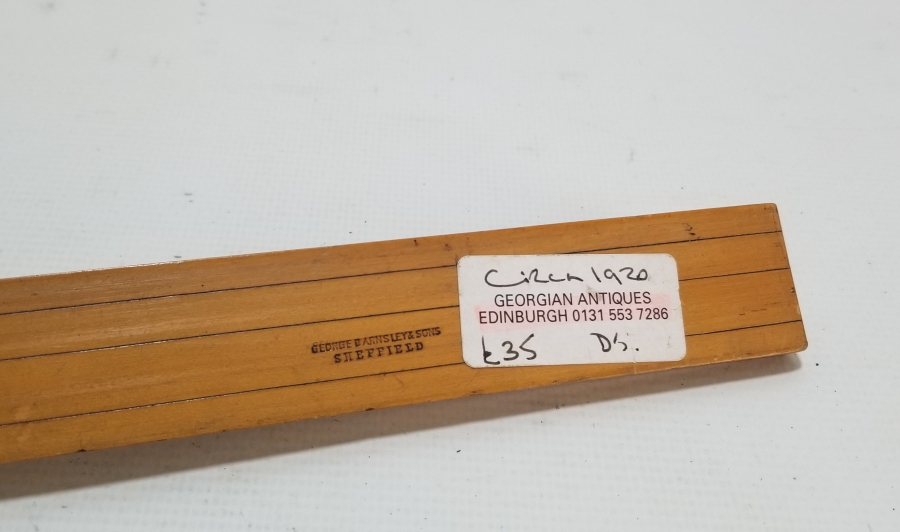 GEORGE BARNSLEY & SONS
SHEFFIELD
Circa 1920
GEORGIAN ANTIQUES
EDINBURGH 0131 553 7286
£35 D's.